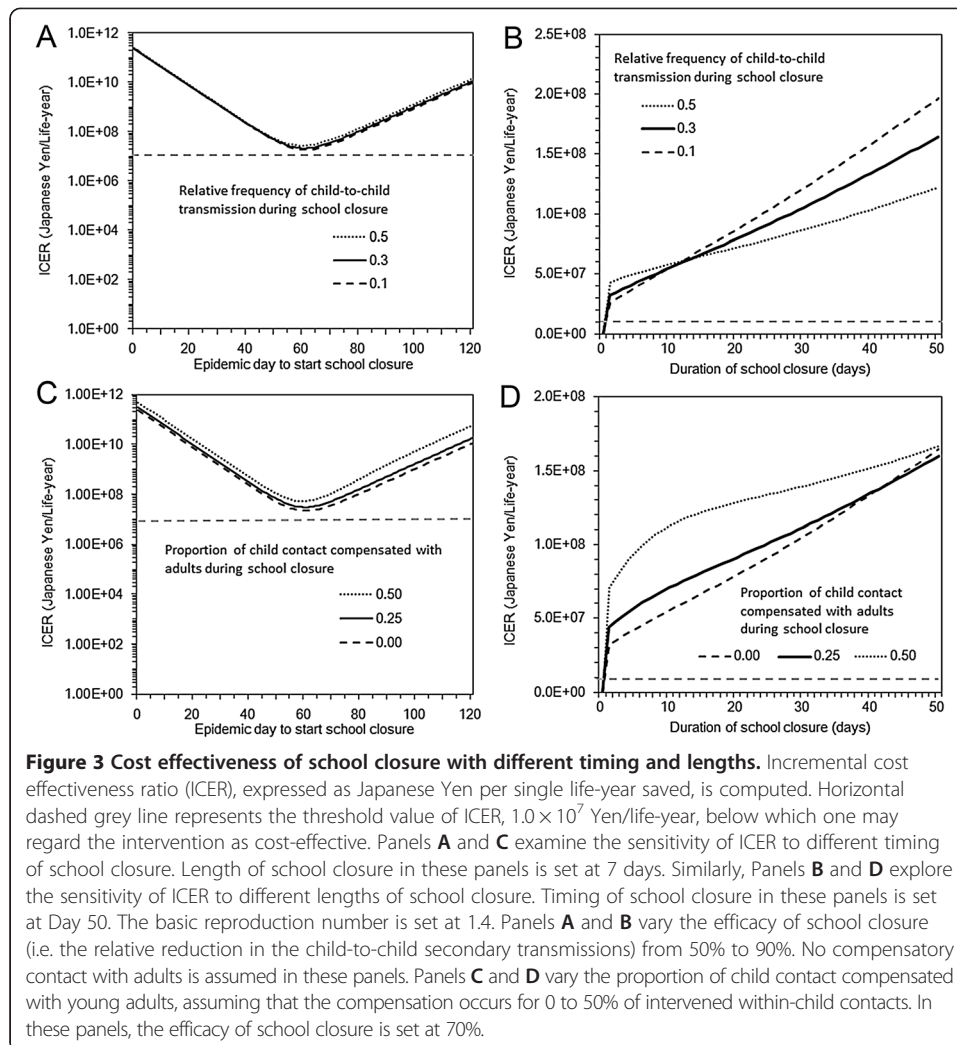 A
1.0E+12
1.0E+10
1.0E+08
1.0E+06
1.0E+04
1.0E+02
1.0E+00
ICER (Japanese Yen/Life-year)
Relative frequency of child-to-child
transmission during school closure
0.5
0.3
0.1
0 20 40 60 80 100 120
Epidemic day to start school closure
B
2.5E+08
2.0E+08
1.5E+08
1.0E+08
5.0E+07
0.0E+00
ICER (Japanese Yen/Life-year)
Relative frequency of child-to-child
transmission during school closure
0.5
0.3
0.1
0 10 20 30 40 50
Duration of school closure (days)
C
1.00E+12
1.00E+10
1.00E+08
1.00E+06
1.00E+04
1.00E+02
1.00E+00
ICER (Japanese Yen/Life-year)
Proportion of child contact compensated with
adults during school closure
0.50
0.25
0.00
0 20 40 60 80 100 120
Epidemic day to start school closure
D
2.0E+08
1.5E+08
1.0E+08
5.0E+07
0.0E+00
ICER (Japanese Yen/Life-year)
Proportion of child contact
compensated with adults
during school closure
0.00 0.25 0.50
0 10 20 30 40 50
Duration of school closure (days)
Figure 3 Cost effectiveness of school closure with different timing and lengths. Incremental cost
effectiveness ratio (ICER), expressed as Japanese Yen per single life-year saved, is computed. Horizontal
dashed grey line represents the threshold value of ICER, 1.0 × 10⁷ Yen/life-year, below which one may
regard the intervention as cost-effective. Panels A and C examine the sensitivity of ICER to different timing
of school closure. Length of school closure in these panels is set at 7 days. Similarly, Panels B and D explore
the sensitivity of ICER to different lengths of school closure. Timing of school closure in these panels is set
at Day 50. The basic reproduction number is set at 1.4. Panels A and B vary the efficacy of school closure
(i.e. the relative reduction in the child-to-child secondary transmissions) from 50% to 90%. No compensatory
contact with adults is assumed in these panels. Panels C and D vary the proportion of child contact compensated
with young adults, assuming that the compensation occurs for 0 to 50% of intervened within-child contacts. In
these panels, the efficacy of school closure is set at 70%.